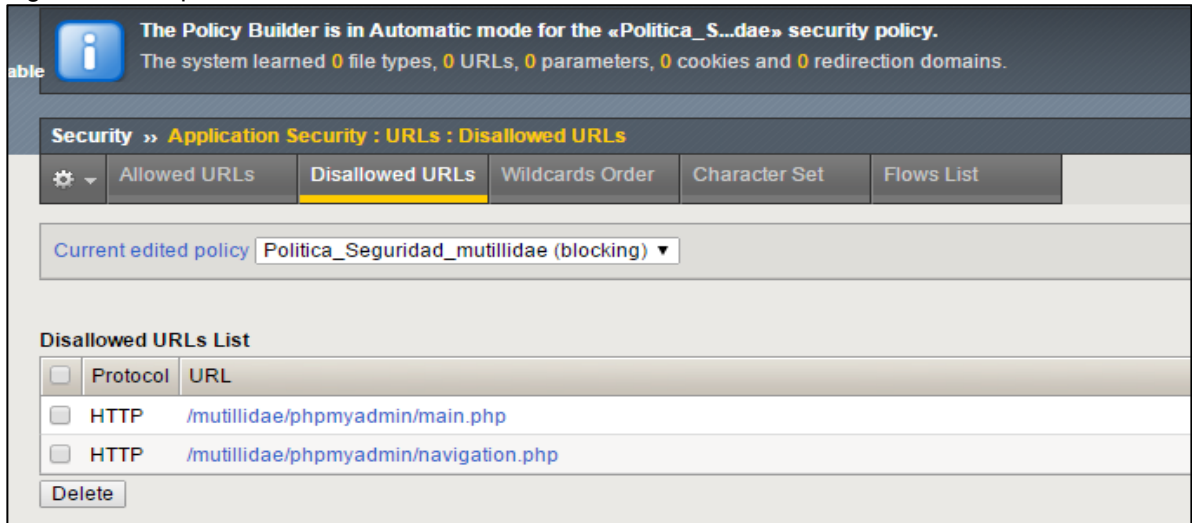 The Policy Builder is in Automatic mode for the «Politica_S...dae» security policy.
The system learned 0 file types, 0 URLs, 0 parameters, 0 cookies and 0 redirection domains.
able
Security ›› Application Security : URLs : Disallowed URLs
Allowed URLs Disallowed URLs Wildcards Order Character Set Flows List
Current edited policy Politica_Seguridad_mutillidae (blocking) ▼
Disallowed URLs List
Protocol URL
HTTP /mutillidae/phpmyadmin/main.php
HTTP /mutillidae/phpmyadmin/navigation.php
Delete